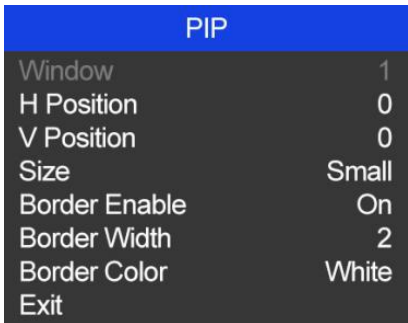 PIP
Window 1
H Position 0
V Position 0
Size Small
Border Enable On
Border Width 2
Border Color White
Exit